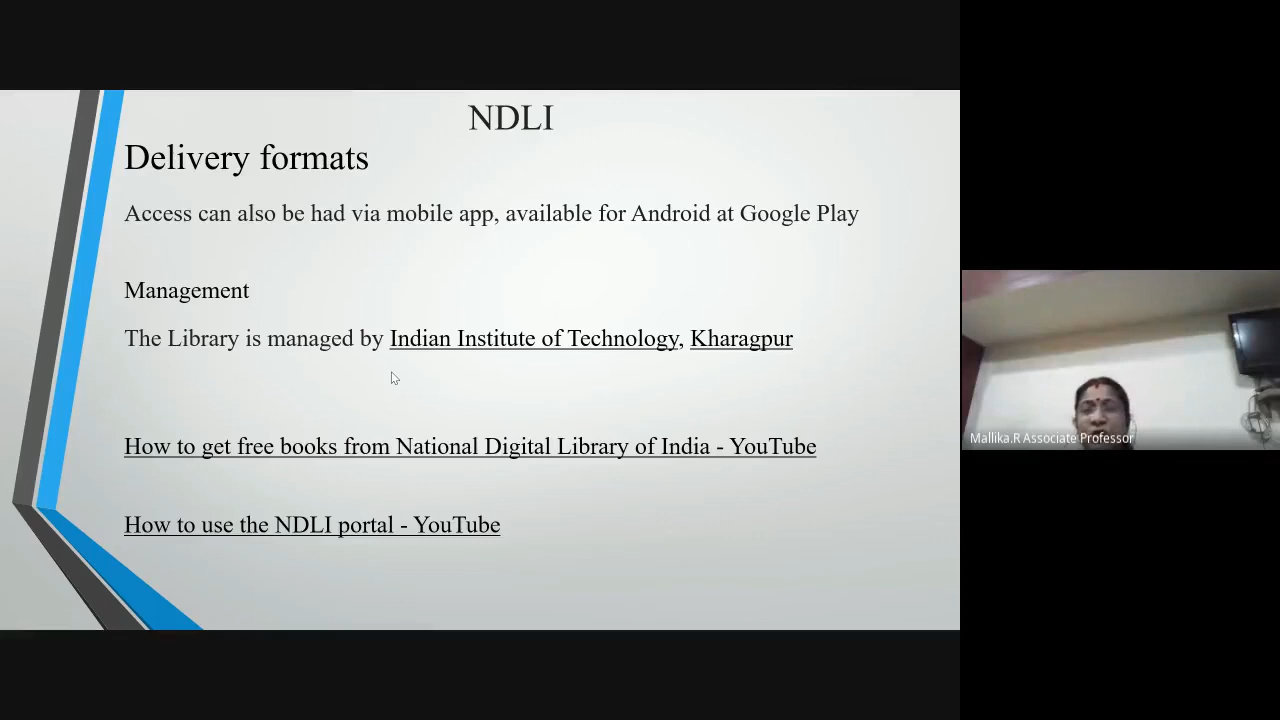 NDLI
Delivery formats
Access can also be had via mobile app, available for Android at Google Play
Management
The Library is managed by Indian Institute of Technology, Kharagpur
How to get free books from National Digital Library of India - YouTube
How to use the NDLI portal - YouTube
Mallika.R Associate Professor